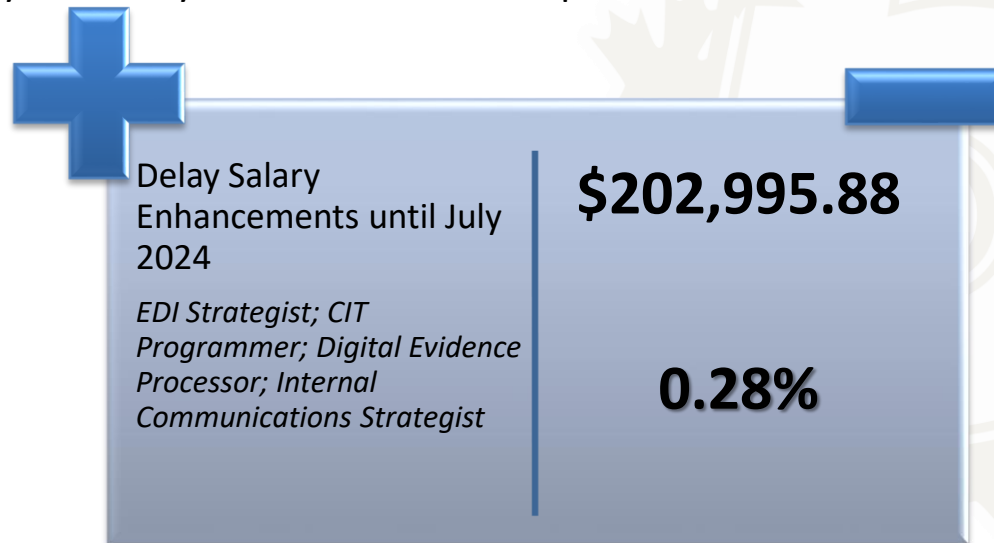 Delay Salary
Enhancements until July
2024
EDI Strategist; CIT
Programmer; Digital Evidence
Processor; Internal
Communications Strategist
$202,995.88
0.28%